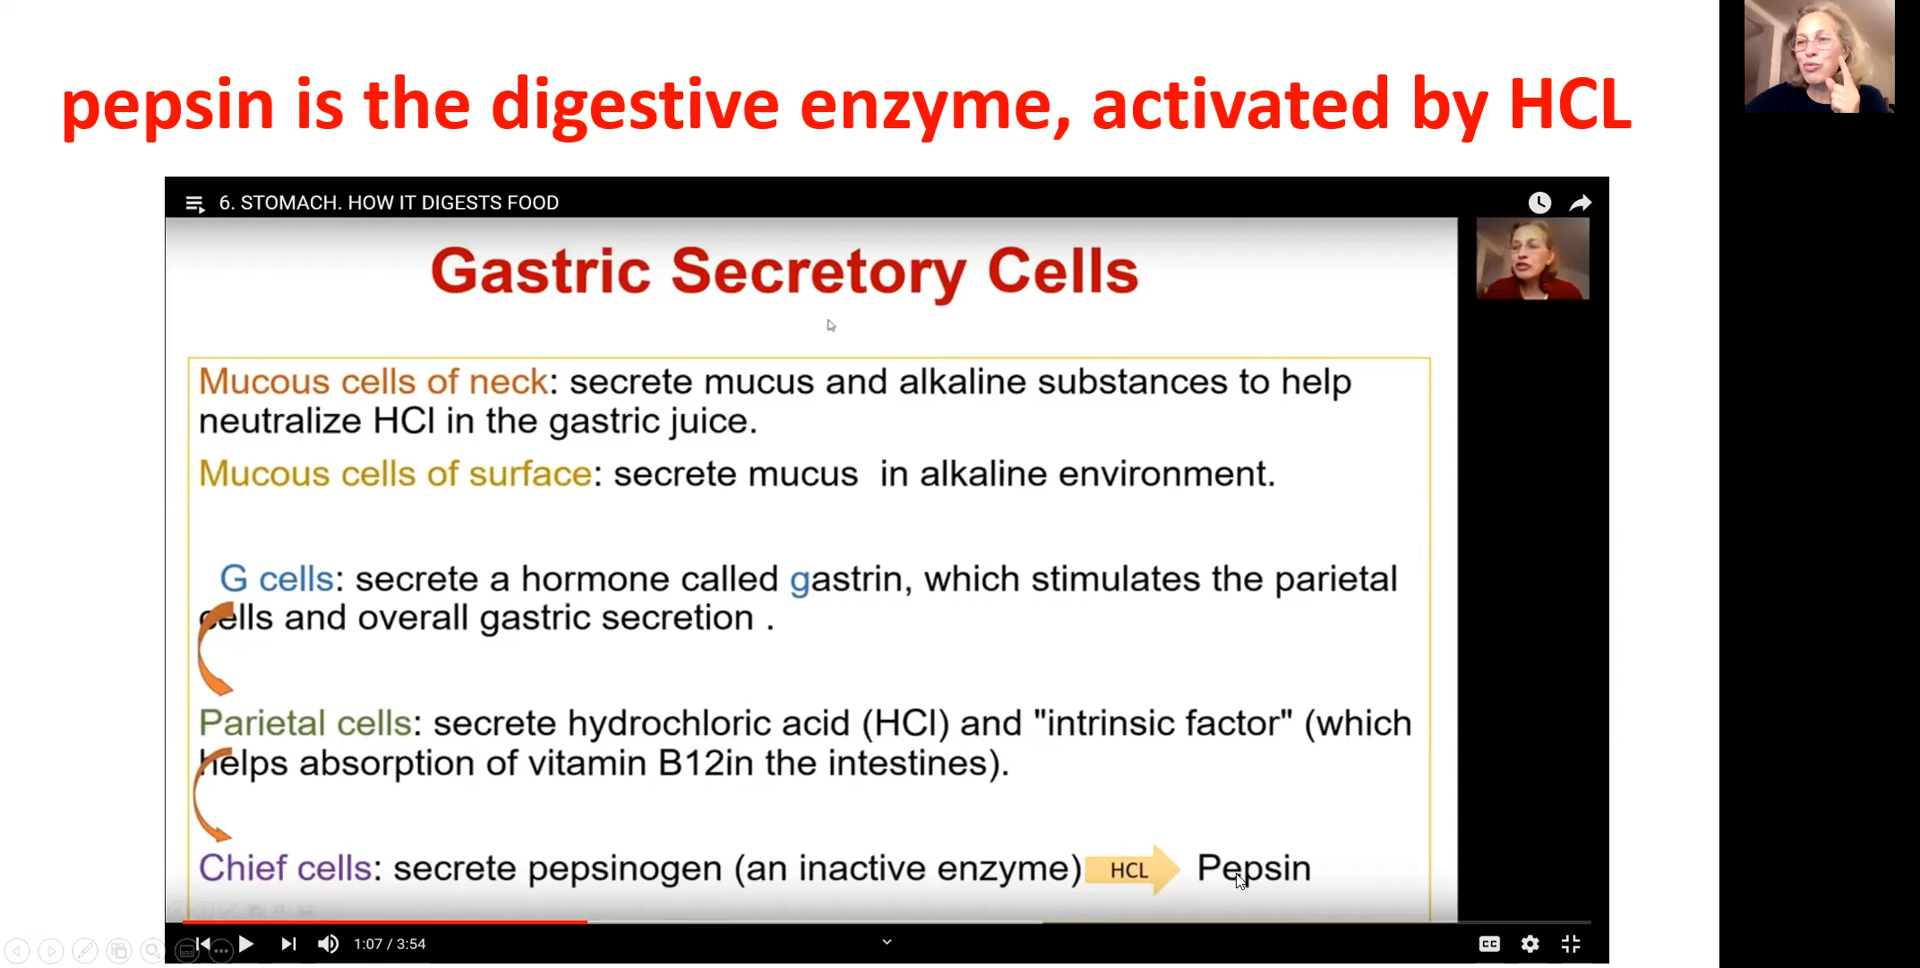 pepsin is the digestive enzyme, activated by HCL
6. STOMACH. HOW IT DIGESTS FOOD
Gastric Secretory Cells
Mucous cells of neck: secrete mucus and alkaline substances to help
neutralize HCl in the gastric juice.
Mucous cells of surface: secrete mucus  in alkaline environment.
G cells: secrete a hormone called gastrin, which stimulates the parietal
cells and overall gastric secretion .
Parietal cells: secrete hydrochloric acid (HCl) and "intrinsic factor" (which
helps absorption of vitamin B12in the intestines).
Chief cells: secrete pepsinogen (an inactive enzyme) HCL Pepsin
1:07 / 3:54
CC